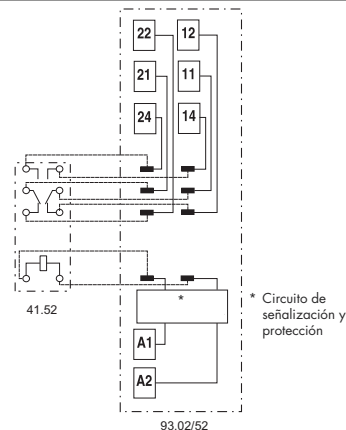 22 12
21 11
24 14
41.52
*
* Circuito de
señalización y
protección
A1
A2
93.02/52